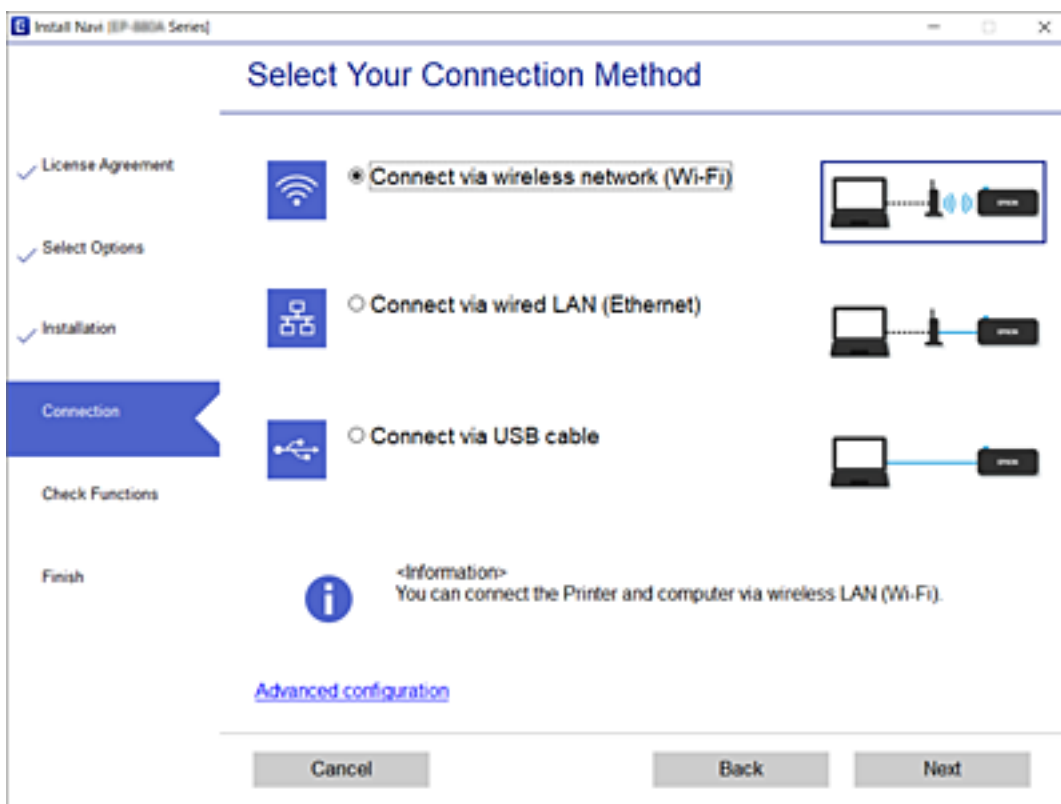 Install Navi [EP-880A Series]
Select Your Connection Method
License Agreement
Select Options
Installation
Connection
Check Functions
Finish
Connect via wireless network (Wi-Fi)
Connect via wired LAN (Ethernet)
Connect via USB cable
<Information>
You can connect the Printer and computer via wireless LAN (Wi-Fi).
Advanced configuration
Cancel
Back
Next